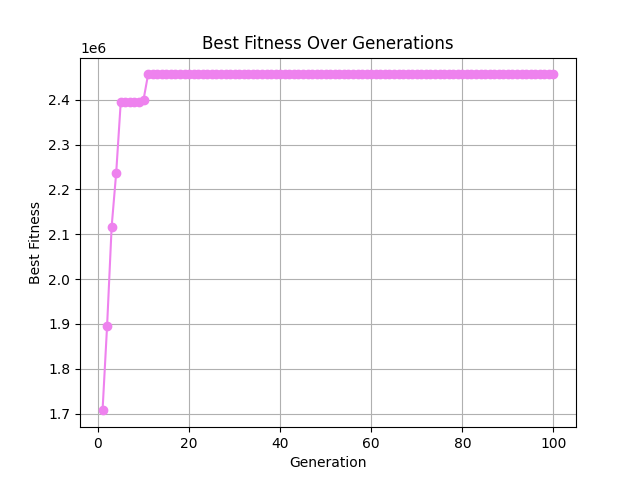 Best Fitness Over Generations
1e6
2.4
2.3
2.2
2.1
2.0
1.9
1.8
1.7
Best Fitness
0 20 40 60 80 100
Generation